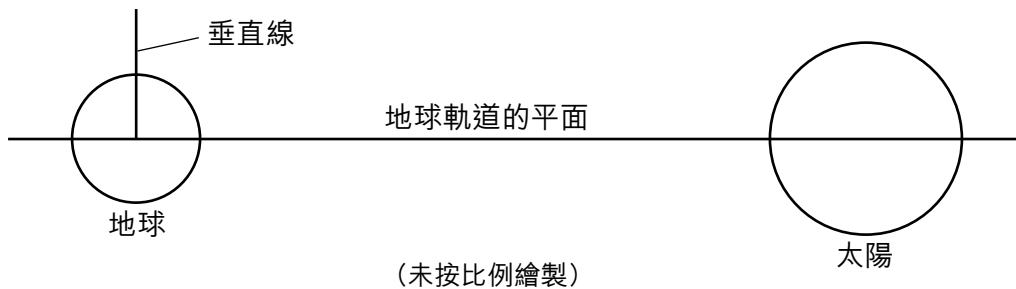 垂直線
地球軌道的平面
地球
太陽
（未按比例繪製）